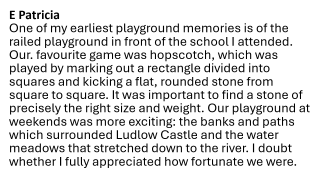 E Patricia
One of my earliest playground memories is of the
railed playground in front of the school I attended.
Our. favourite game was hopscotch, which was
played by marking out a rectangle divided into
squares and kicking a flat, rounded stone from
square to square. It was important to find a stone of
precisely the right size and weight. Our playground at
weekends was more exciting: the banks and paths
which surrounded Ludlow Castle and the water
meadows that stretched down to the river. I doubt
whether I fully appreciated how fortunate we were.